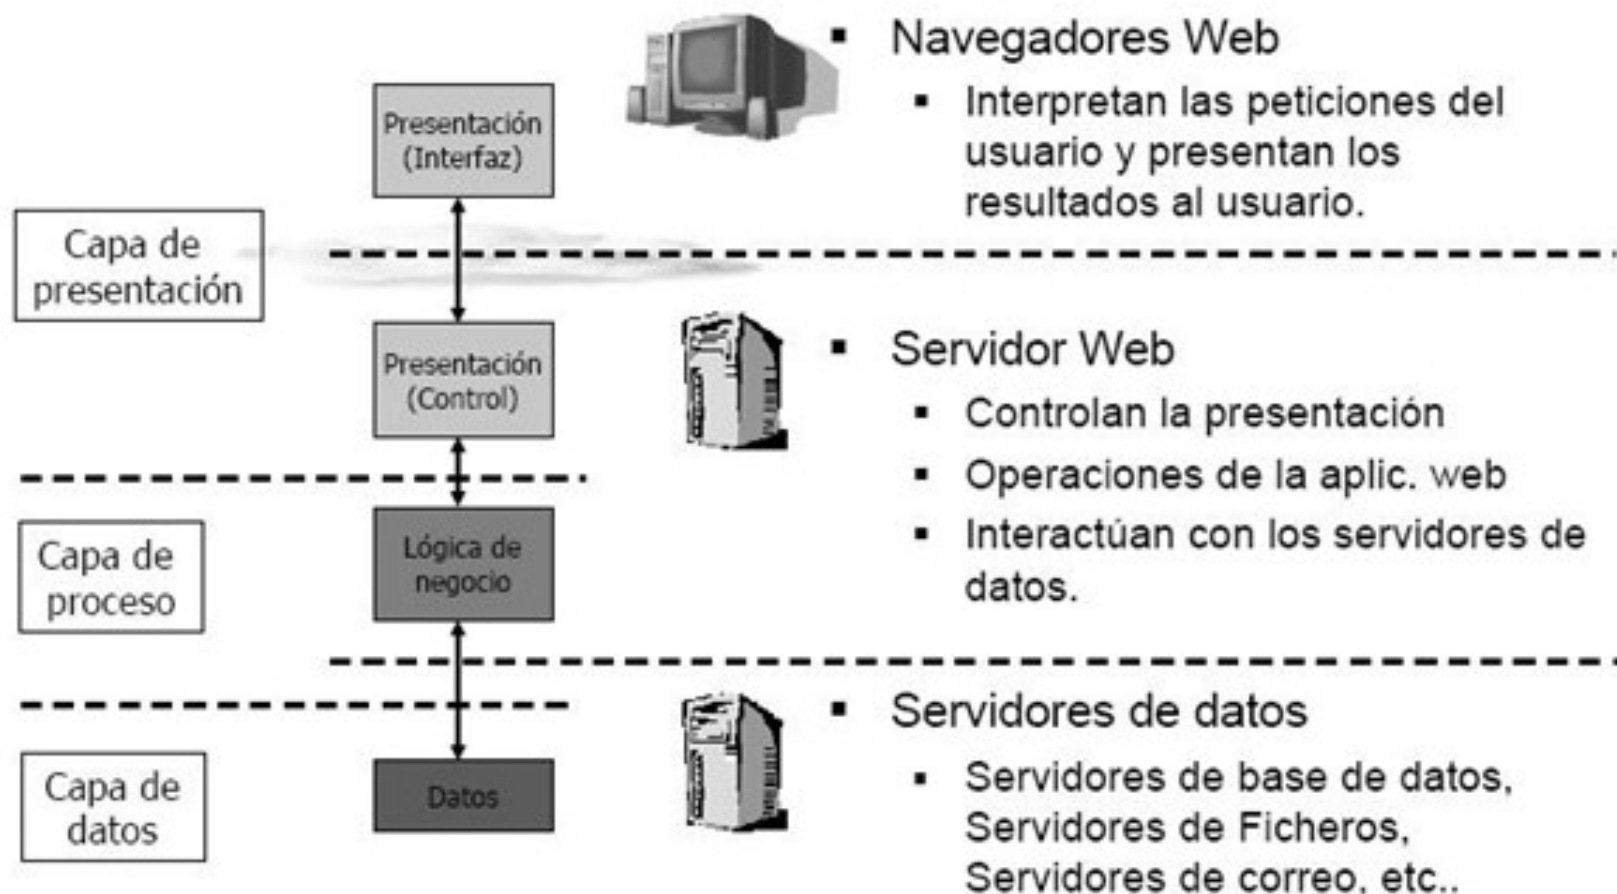 ▪ Navegadores Web
▪ Interpretan las peticiones del
usuario y presentan los
resultados al usuario.
Presentación
(Interfaz)
Capa de
presentación
Presentación
(Control)
▪ Servidor Web
▪ Controlan la presentación
▪ Operaciones de la aplic. web
▪ Interactúan con los servidores de
datos.
Capa de
proceso
Lógica de
negocio
▪ Servidores de datos
▪ Servidores de base de datos,
Servidores de Ficheros,
Servidores de correo, etc..
Capa de
datos
Datos